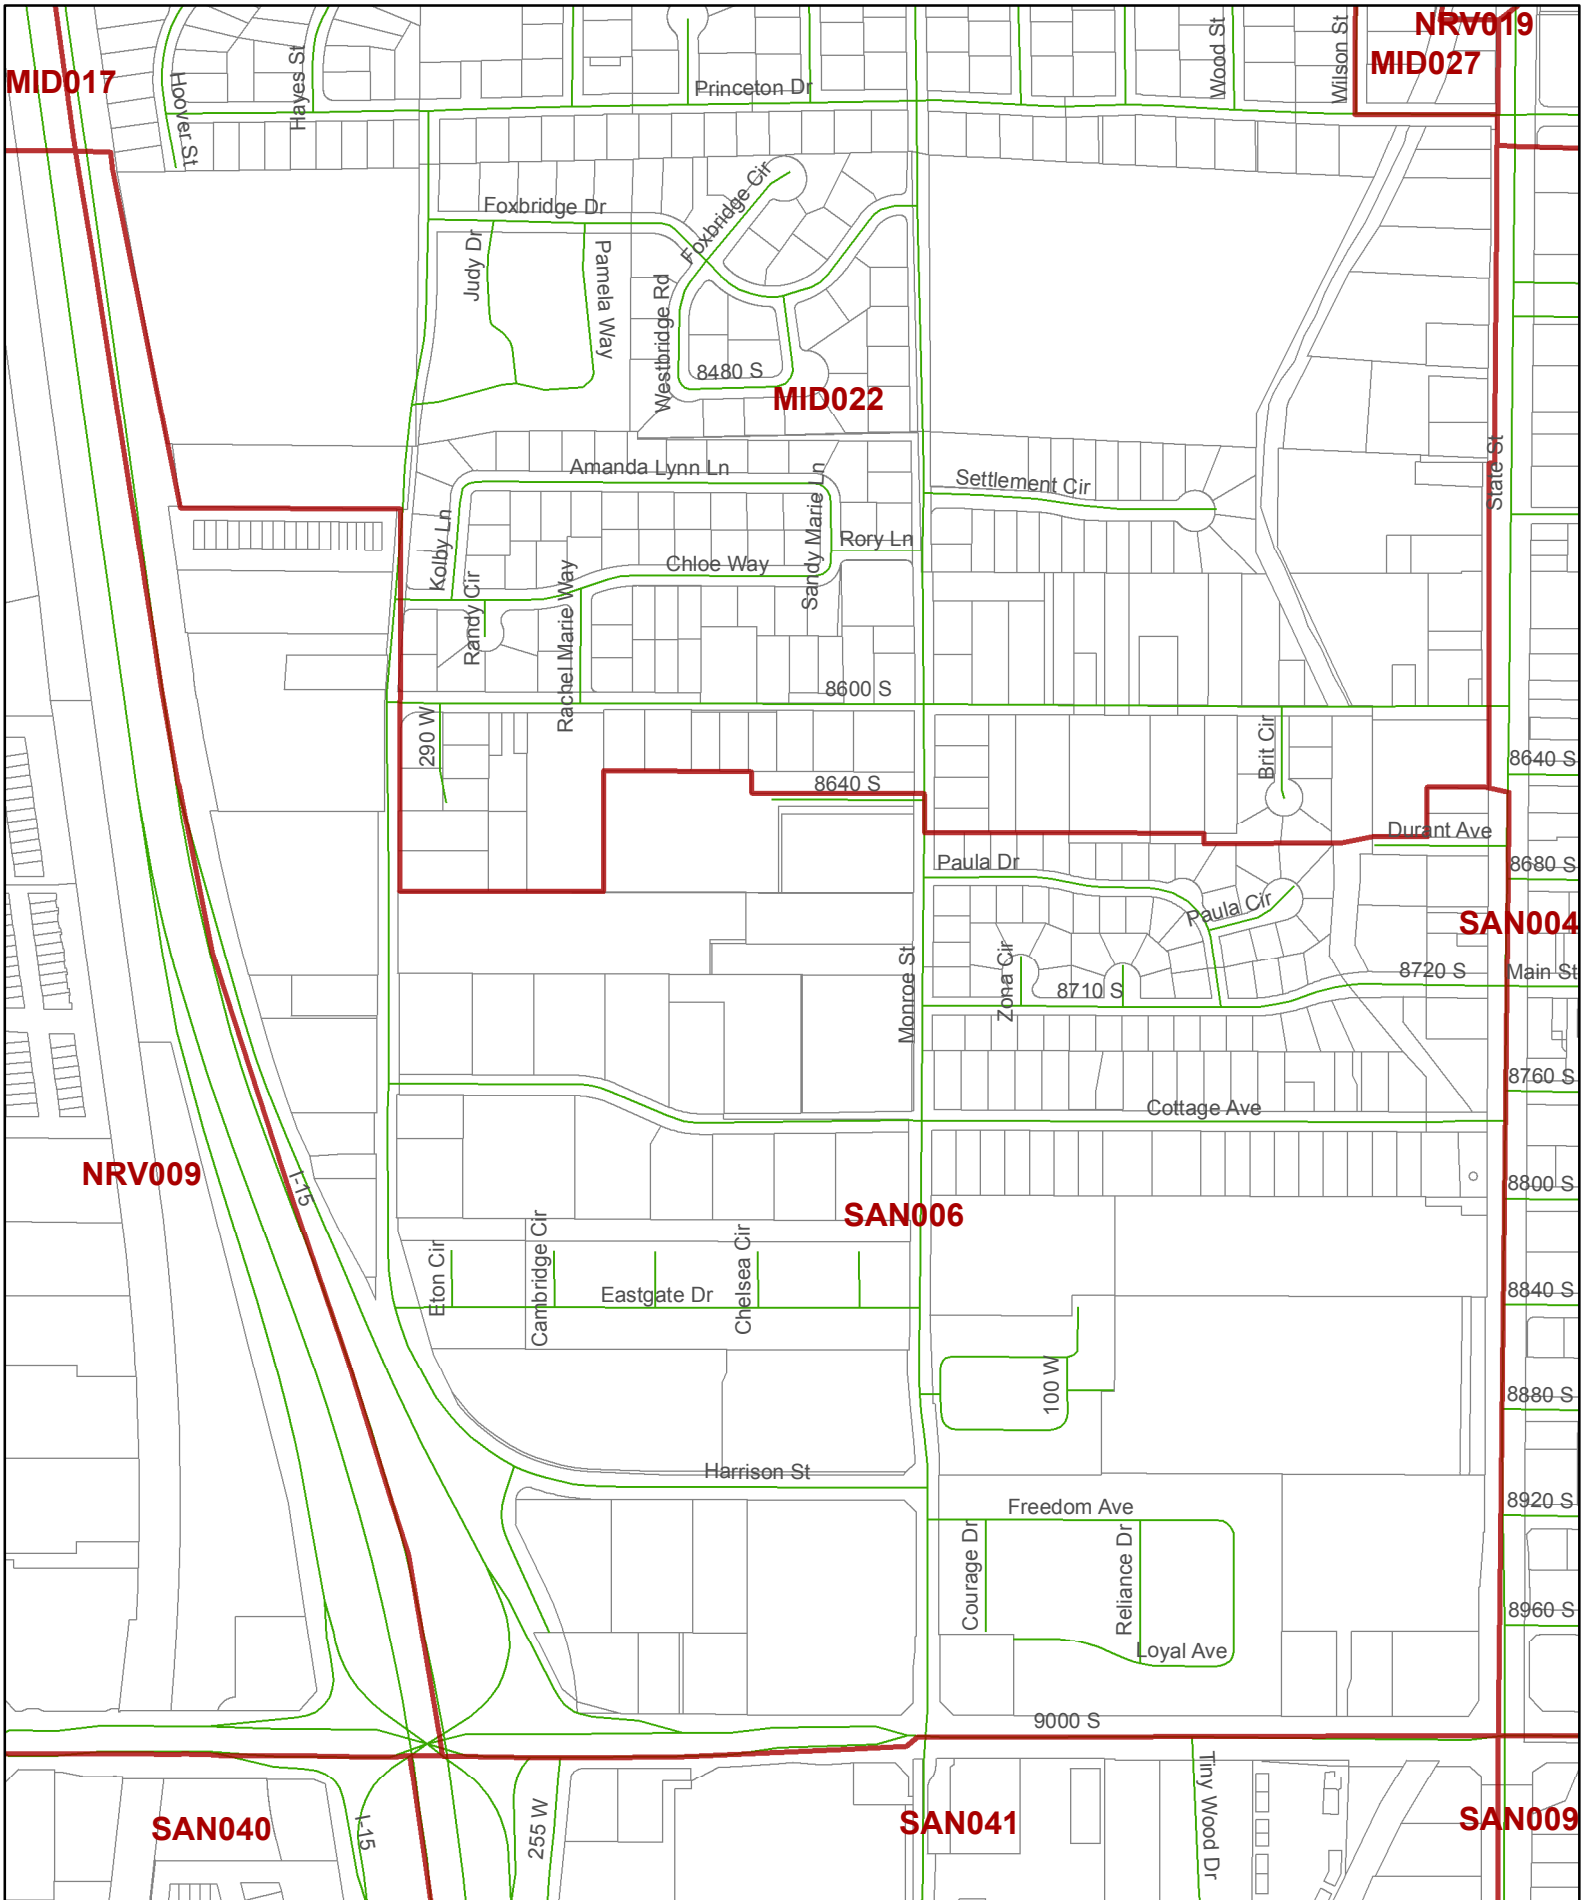 NRV019
MID027
MID017
Hoover St
Hayes St
Princeton Dr
Wood St
Wilson St
Foxbridge Dr
Foxbridge Cir
Judy Dr
Pamela Way
Westbridge Rd
8480 S
MID022
State St
Amanda Lynn Ln
Settlement Cir
Kolby Ln
Sandy Marie Ln
Rory Ln
Chloe Way
Randy Cir
Rachel Marie Way
8600 S
290 W
Brit Cir
8640 S
8640 S
Durant Ave
Paula Dr
8680 S
Paula Cir
SAN004
Monroe St
Zona Cir
8710 S
8720 S
Main St
8760 S
Cottage Ave
NRV009
I-15
8800 S
SAN006
Eton Cir
Cambridge Cir
Eastgate Dr
Chelsea Cir
8840 S
100 W
8880 S
Harrison St
Freedom Ave
8920 S
Courage Dr
Reliance Dr
Loyal Ave
8960 S
9000 S
SAN040
I-15
255 W
SAN041
Tiny Wood Dr
SAN009